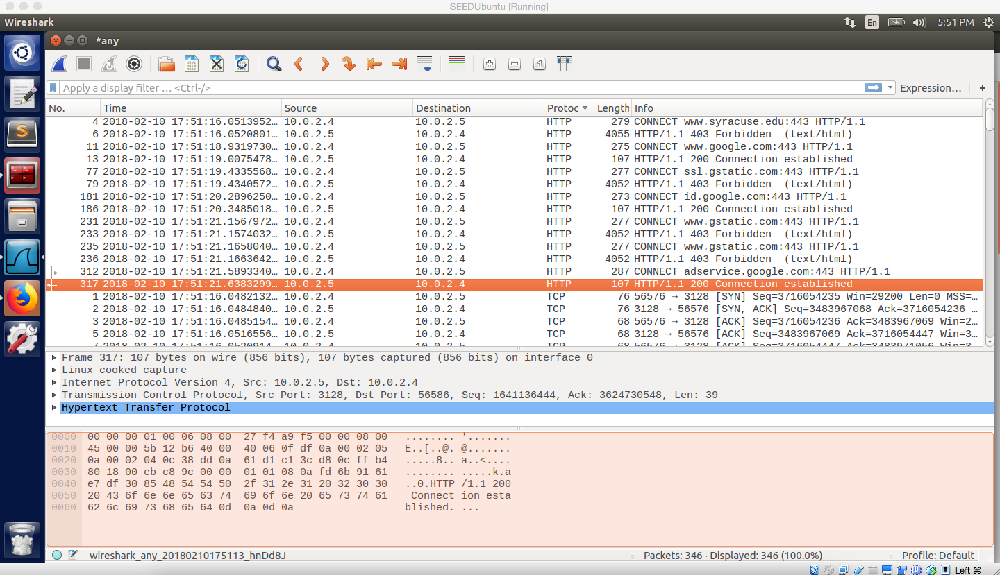 SEEDUbuntu [Running]
Wireshark
En
5:51 PM
*any
Apply a display filter … <Ctrl-/>
Expression…
+
No. Time Source Destination Protoc Length Info
4 2018-02-10 17:51:16.0513952… 10.0.2.4 10.0.2.5 HTTP 279 CONNECT www.syracuse.edu:443 HTTP/1.1
6 2018-02-10 17:51:16.0520801… 10.0.2.5 10.0.2.4 HTTP 4055 HTTP/1.1 403 Forbidden  (text/html)
11 2018-02-10 17:51:18.9319730… 10.0.2.4 10.0.2.5 HTTP 275 CONNECT www.google.com:443 HTTP/1.1
13 2018-02-10 17:51:19.0075478… 10.0.2.5 10.0.2.4 HTTP 107 HTTP/1.1 200 Connection established
77 2018-02-10 17:51:19.4335568… 10.0.2.4 10.0.2.5 HTTP 277 CONNECT ssl.gstatic.com:443 HTTP/1.1
79 2018-02-10 17:51:19.4340572… 10.0.2.5 10.0.2.4 HTTP 4052 HTTP/1.1 403 Forbidden  (text/html)
181 2018-02-10 17:51:20.2896250… 10.0.2.4 10.0.2.5 HTTP 273 CONNECT id.google.com:443 HTTP/1.1
186 2018-02-10 17:51:20.3485018… 10.0.2.5 10.0.2.4 HTTP 107 HTTP/1.1 200 Connection established
231 2018-02-10 17:51:21.1567972… 10.0.2.4 10.0.2.5 HTTP 277 CONNECT www.gstatic.com:443 HTTP/1.1
233 2018-02-10 17:51:21.1574032… 10.0.2.5 10.0.2.4 HTTP 4052 HTTP/1.1 403 Forbidden  (text/html)
235 2018-02-10 17:51:21.1658040… 10.0.2.4 10.0.2.5 HTTP 277 CONNECT www.gstatic.com:443 HTTP/1.1
236 2018-02-10 17:51:21.1663642… 10.0.2.5 10.0.2.4 HTTP 4052 HTTP/1.1 403 Forbidden  (text/html)
312 2018-02-10 17:51:21.5893340… 10.0.2.4 10.0.2.5 HTTP 287 CONNECT adservice.google.com:443 HTTP/1.1
317 2018-02-10 17:51:21.6383299… 10.0.2.5 10.0.2.4 HTTP 107 HTTP/1.1 200 Connection established
1 2018-02-10 17:51:16.0482132… 10.0.2.4 10.0.2.5 TCP 76 56576 → 3128 [SYN] Seq=3716054235 Win=29200 Len=0 MSS=…
2 2018-02-10 17:51:16.0484840… 10.0.2.5 10.0.2.4 TCP 76 3128 → 56576 [SYN, ACK] Seq=3483967068 Ack=3716054236 …
3 2018-02-10 17:51:16.0485154… 10.0.2.4 10.0.2.5 TCP 68 56576 → 3128 [ACK] Seq=3716054236 Ack=3483967069 Win=2…
5 2018-02-10 17:51:16.0516556… 10.0.2.5 10.0.2.4 TCP 68 3128 → 56576 [ACK] Seq=3483967069 Ack=3716054447 Win=3…
7 2018-02-10 17:51:16.0520914… 10.0.2.4 10.0.2.5 TCP 68 56576 → 3128 [ACK] Seq=3716054447 Ack=3483971056 Win=3…
Frame 317: 107 bytes on wire (856 bits), 107 bytes captured (856 bits) on interface 0
Linux cooked capture
Internet Protocol Version 4, Src: 10.0.2.5, Dst: 10.0.2.4
Transmission Control Protocol, Src Port: 3128, Dst Port: 56586, Seq: 1641136444, Ack: 3624730548, Len: 39
Hypertext Transfer Protocol
0000 00 00 00 01 00 06 08 00 27 f4 a9 f5 00 00 08 00 ........ '.......
0010 45 00 00 5b 12 b6 40 00 40 06 0f df 0a 00 02 05 E..[..@. @.......
0020 0a 00 02 04 0c 38 dd 0a 61 d1 c1 3c d8 0c ff b4 .....8.. a..<....
0030 80 18 00 eb c8 9c 00 00 01 01 08 0a fd 6b 91 61 ........ .....k.a
0040 e7 df 30 85 48 54 54 50 2f 31 2e 31 20 32 30 30 ..0.HTTP /1.1 200
0050 20 43 6f 6e 6e 65 63 74 69 6f 6e 20 65 73 74 61 Connect ion esta
0060 62 6c 69 73 68 65 64 0d 0a 0d 0a blished. ...
wireshark_any_20180210175113_hnDd8J
Packets: 346 · Displayed: 346 (100.0%)
Profile: Default
Left ⌘